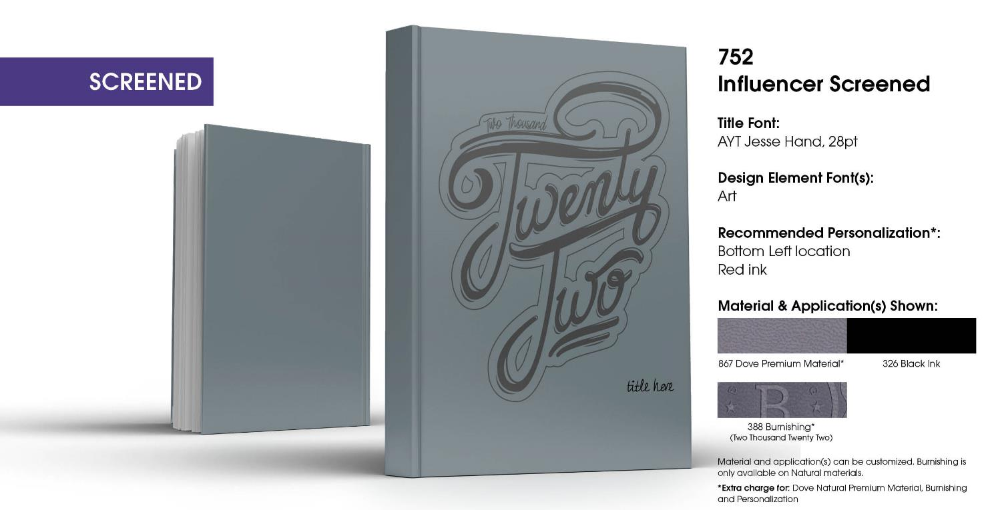 SCREENED
Two Thousand
Twenty
Two
title here
752
Influencer Screened
Title Font:
AYT Jesse Hand, 28pt
Design Element Font(s):
Art
Recommended Personalization*:
Bottom Left location
Red ink
Material & Application(s) Shown:
867 Dove Premium Material*
326 Black Ink
B
388 Burnishing*
(Two Thousand Twenty Two)
Material and application(s) can be customized. Burnishing is
only available on Natural materials.
*Extra charge for: Dove Natural Premium Material, Burnishing
and Personalization